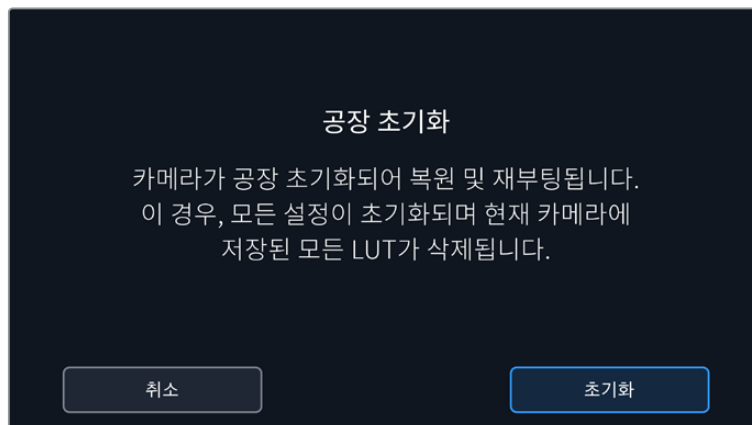 공장 초기화
카메라가 공장 초기화되어 복원 및 재부팅됩니다.
이 경우, 모든 설정이 초기화되며 현재 카메라에
저장된 모든 LUT가 삭제됩니다.
취소
초기화